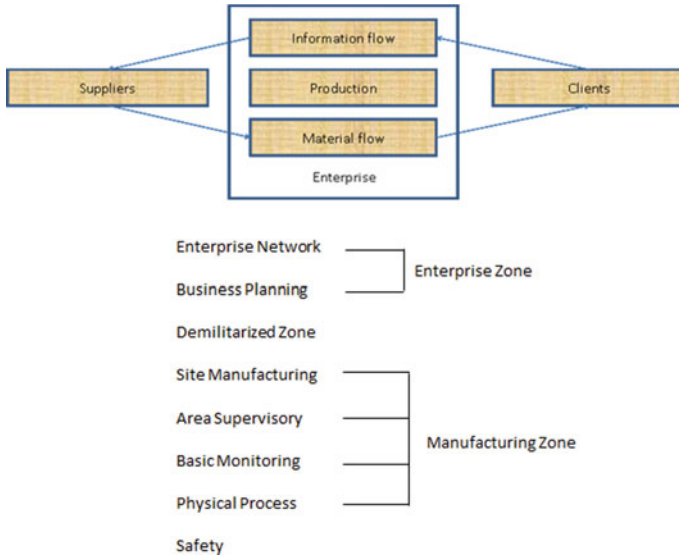 Information flow
Suppliers
Production
Clients
Material flow
Enterprise
Enterprise Network
Enterprise Zone
Business Planning
Demilitarized Zone
Site Manufacturing
Area Supervisory
Manufacturing Zone
Basic Monitoring
Physical Process
Safety